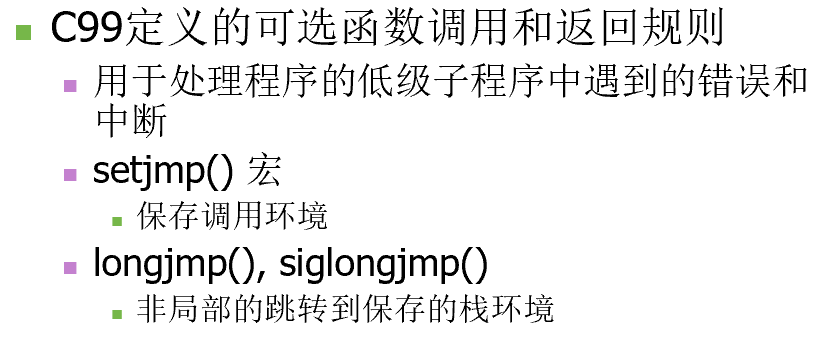 C99定义的可选函数调用和返回规则
用于处理程序的低级子程序中遇到的错误和
中断
setjmp() 宏
保存调用环境
longjmp(), siglongjmp()
非局部的跳转到保存的栈环境